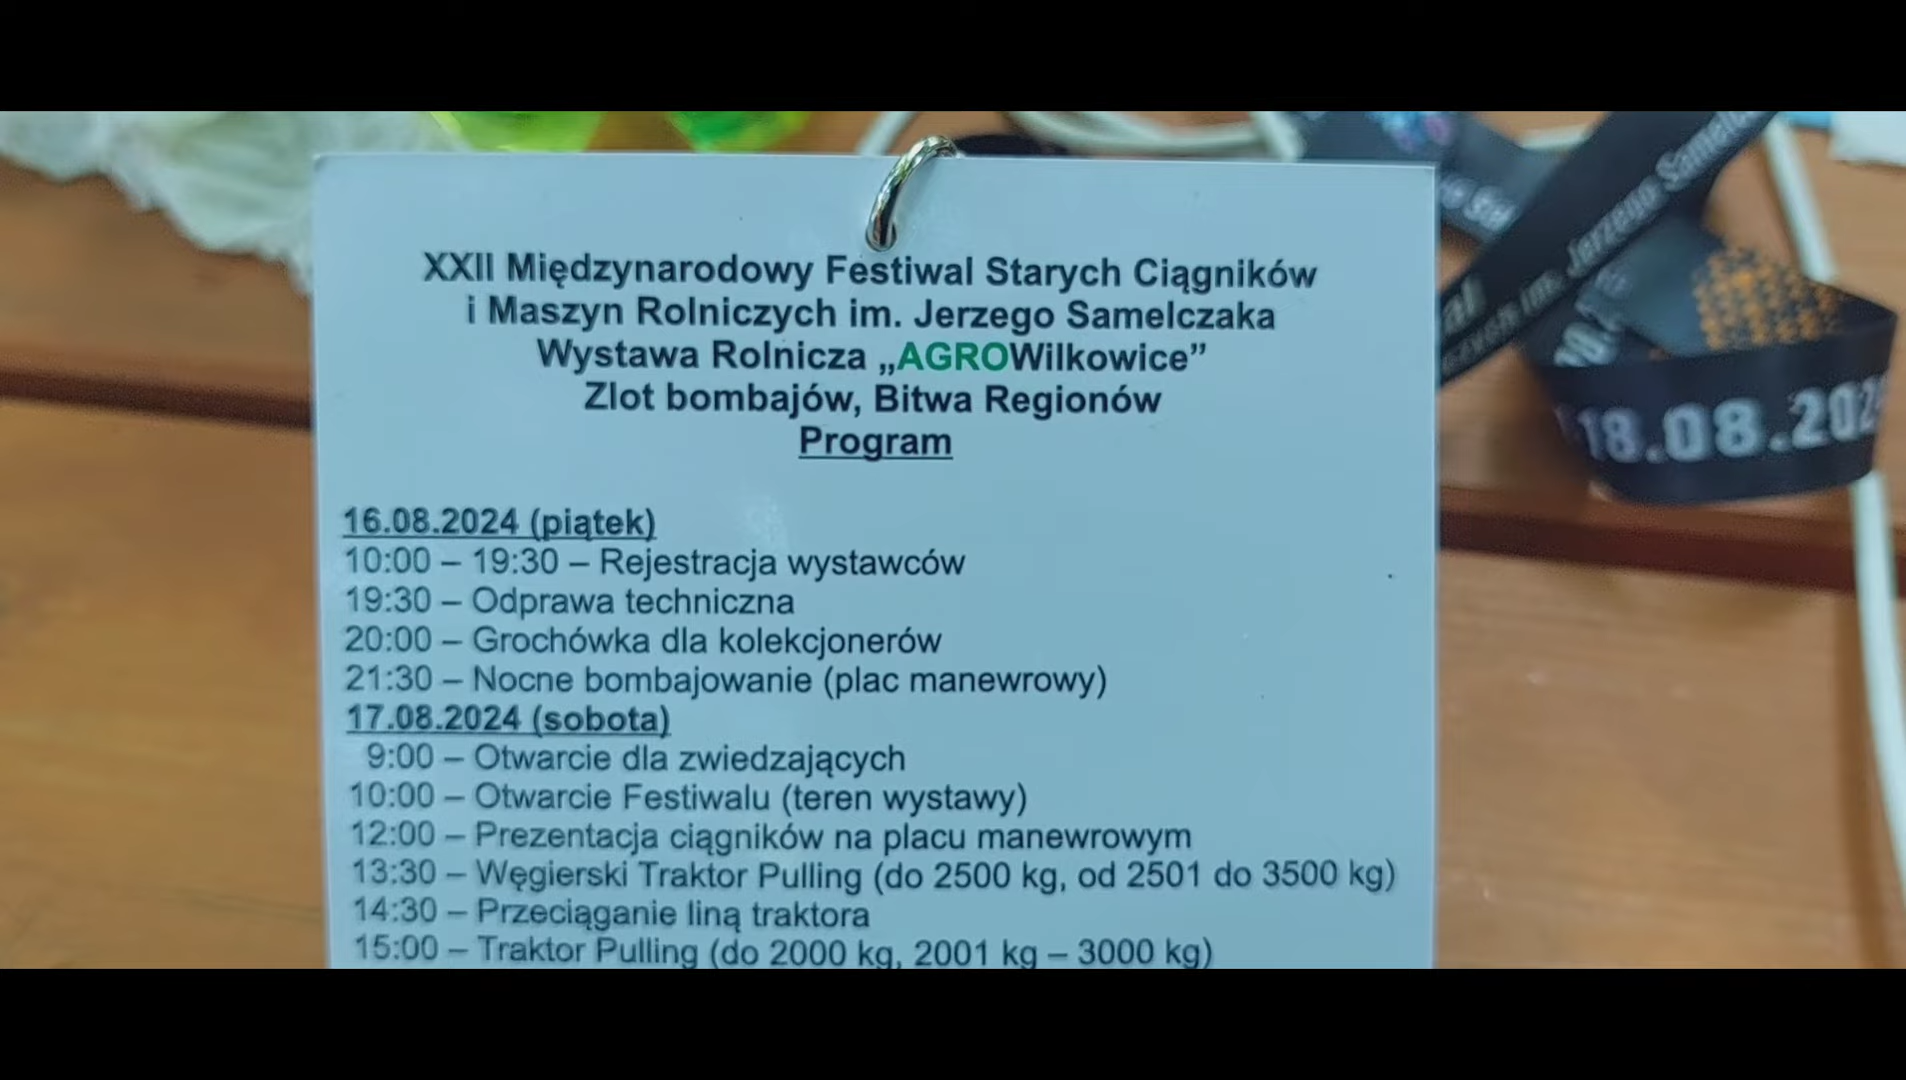 XXII Międzynarodowy Festiwal Starych Ciągników
i Maszyn Rolniczych im. Jerzego Samelczaka
Wystawa Rolnicza „AGROWilkowice”
Zlot bombajów, Bitwa Regionów
Program
16.08.2024 (piątek)
10:00 – 19:30 – Rejestracja wystawców
19:30 – Odprawa techniczna
20:00 – Grochówka dla kolekcjonerów
21:30 – Nocne bombajowanie (plac manewrowy)
17.08.2024 (sobota)
9:00 – Otwarcie dla zwiedzających
10:00 – Otwarcie Festiwalu (teren wystawy)
12:00 – Prezentacja ciągników na placu manewrowym
13:30 – Węgierski Traktor Pulling (do 2500 kg, od 2501 do 3500 kg)
14:30 – Przeciąganie liną traktora
15:00 – Traktor Pulling (do 2000 kg, 2001 kg – 3000 kg)
im. Jerzego
18.08.202